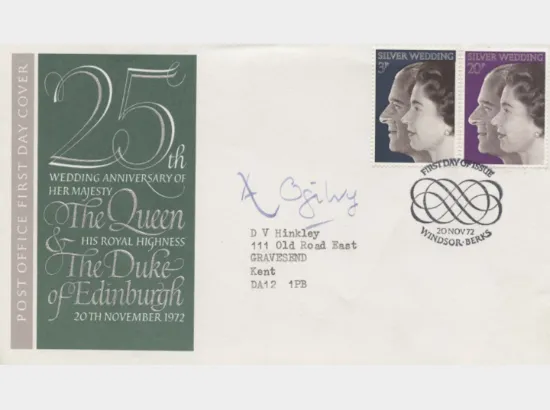 POST OFFICE FIRST DAY COVER
25th
WEDDING ANNIVERSARY OF
HER MAJESTY
The Queen
& HIS ROYAL HIGHNESS
The Duke
of Edinburgh
20TH NOVEMBER 1972
SILVER WEDDING
3P
SILVER WEDDING
20P
FIRST DAY OF ISSUE
20 NOV 72
WINDSOR·BERKS
A Ogilvy
D V Hinkley
111 Old Road East
GRAVESEND
Kent
DA12 1PB